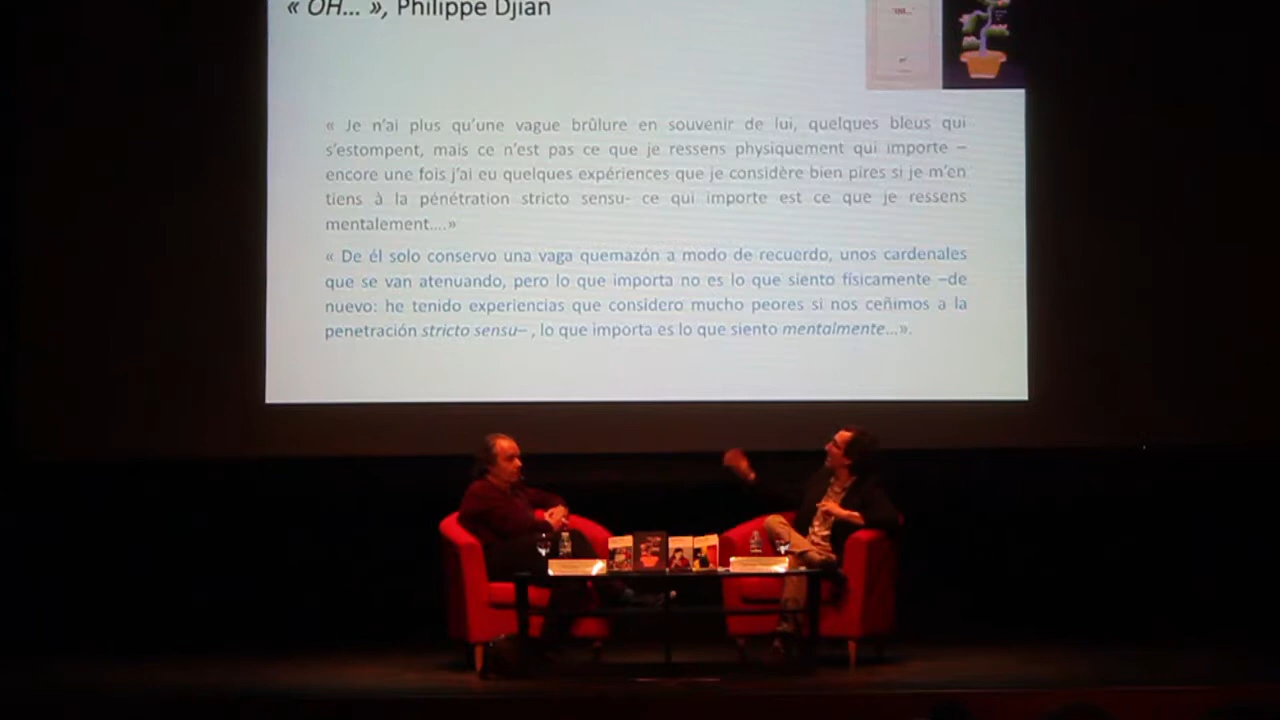 « OH... », Philippe Djian
"OH..."
« Je n'ai plus qu'une vague brûlure en souvenir de lui, quelques bleus qui
s'estompent, mais ce n'est pas ce que je ressens physiquement qui importe –
encore une fois j'ai eu quelques expériences que je considère bien pires si je m'en
tiens à la pénétration stricto sensu- ce qui importe est ce que je ressens
mentalement....»
« De él solo conservo una vaga quemazón a modo de recuerdo, unos cardenales
que se van atenuando, pero lo que importa no es lo que siento físicamente –de
nuevo: he tenido experiencias que considero mucho peores si nos ceñimos a la
penetración stricto sensu– , lo que importa es lo que siento mentalmente...».